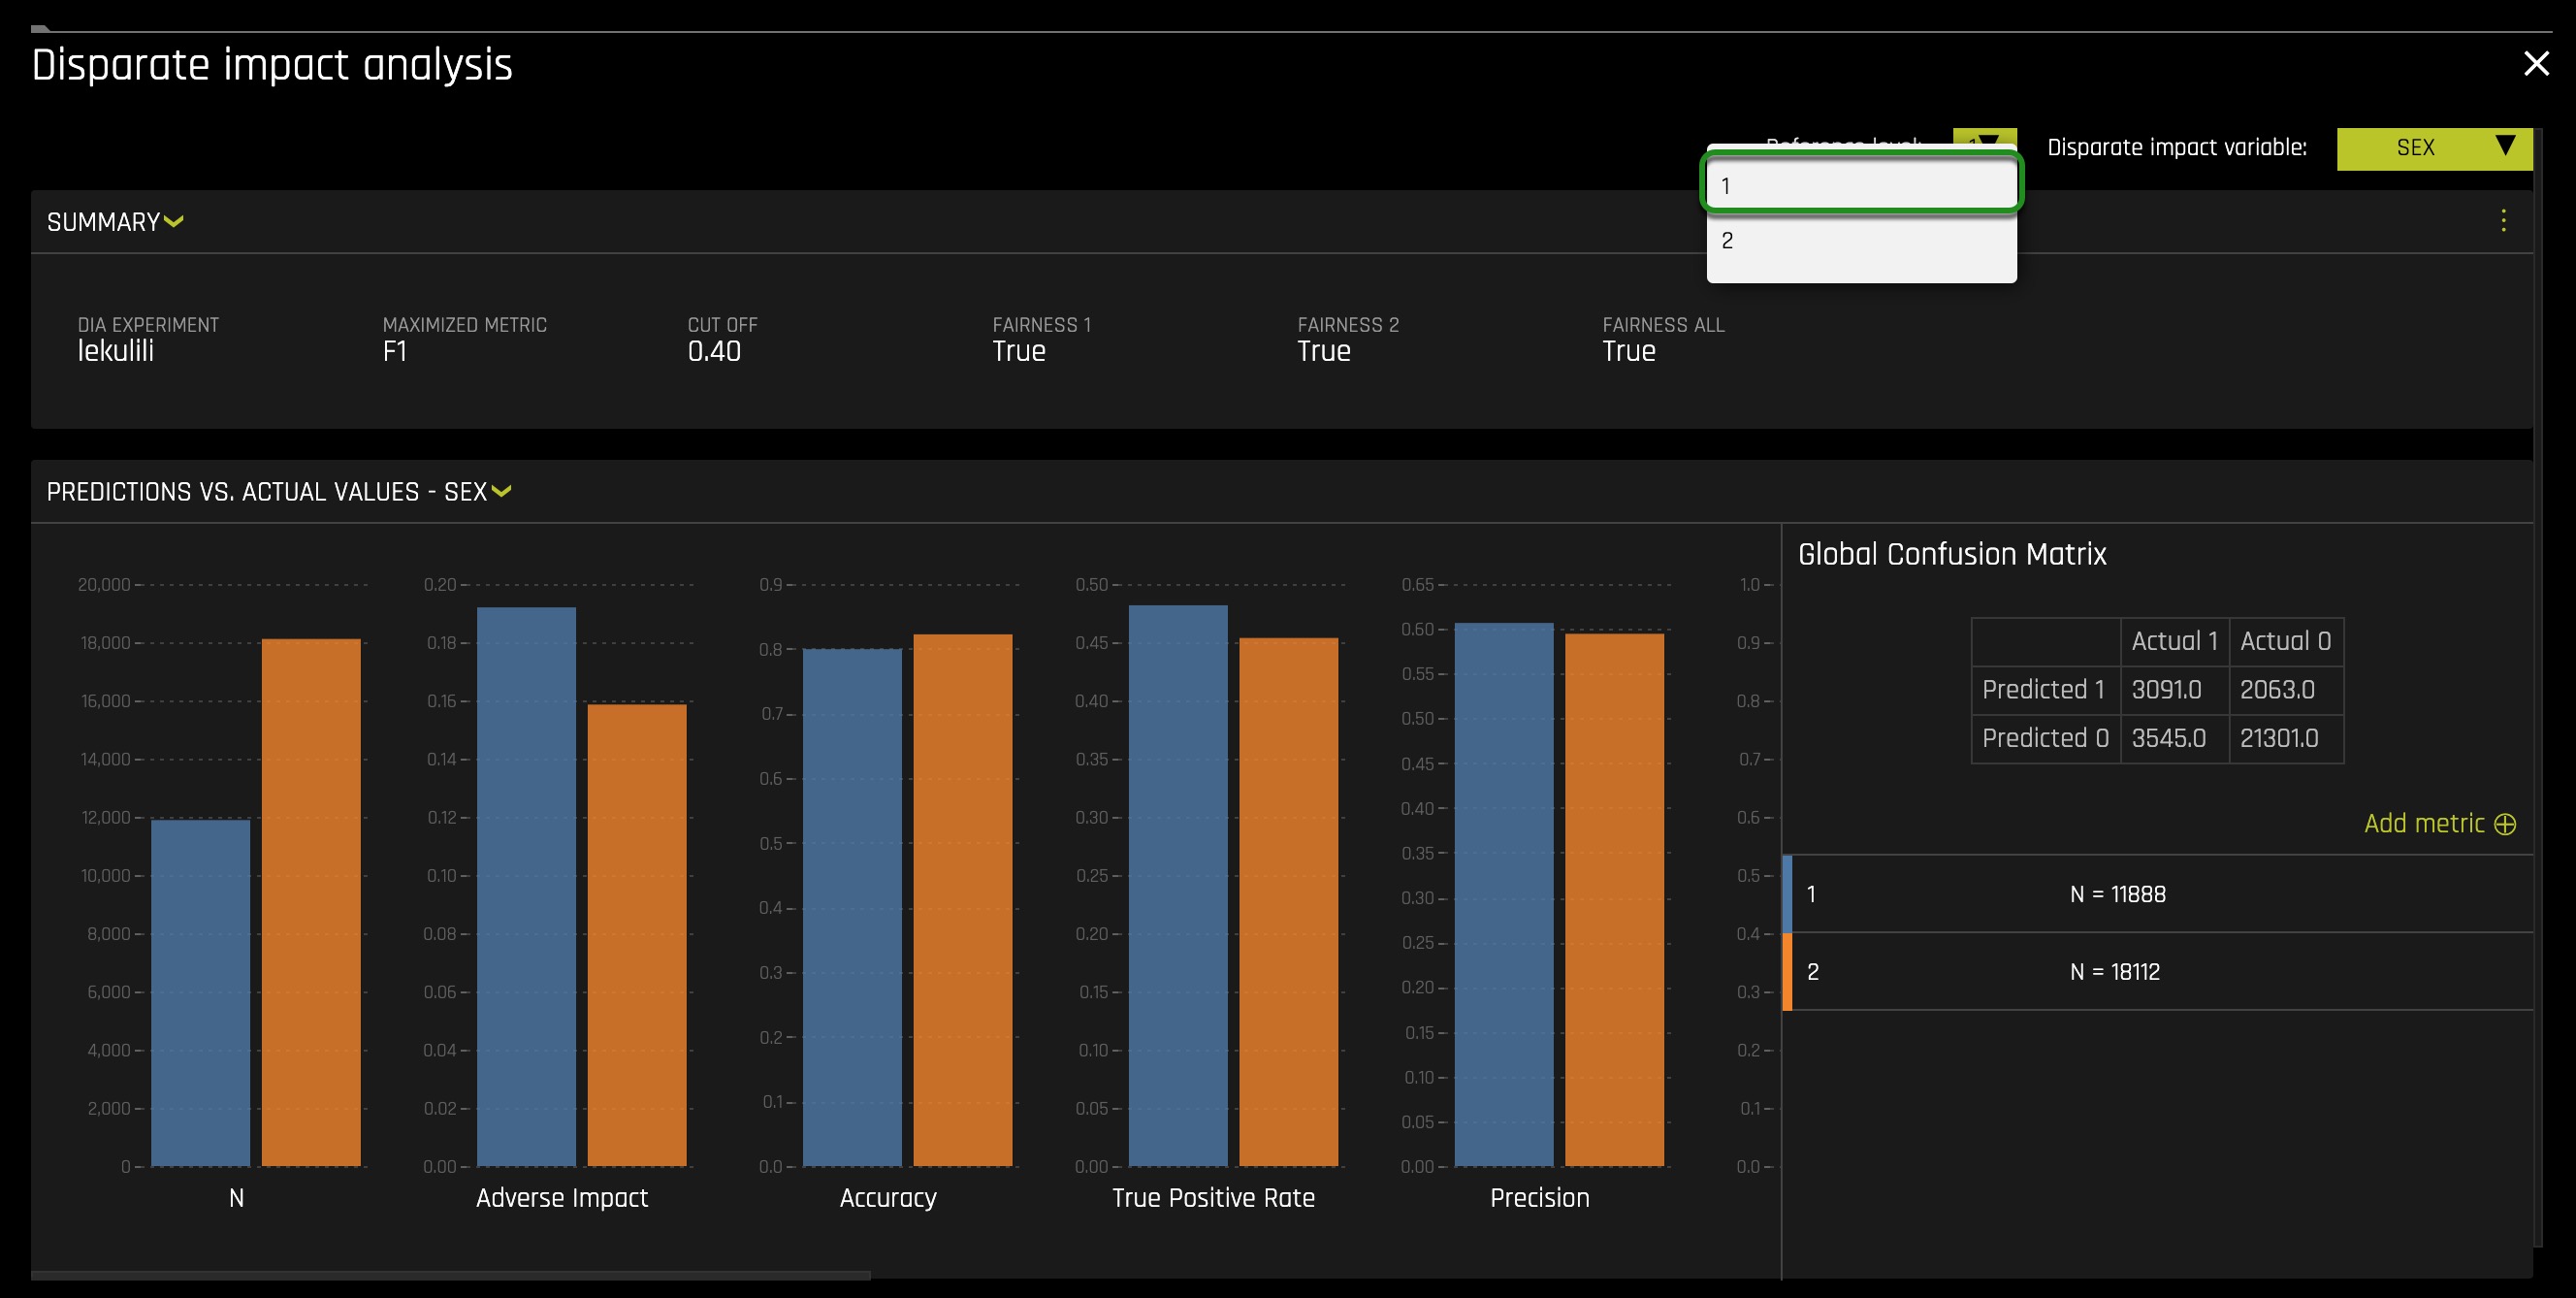 Disparate impact analysis
Disparate impact variable:
SEX
1
2
SUMMARY
DIA EXPERIMENT
lekulili
MAXIMIZED METRIC
F1
CUT OFF
0.40
FAIRNESS 1
True
FAIRNESS 2
True
FAIRNESS ALL
True
PREDICTIONS VS. ACTUAL VALUES - SEX
20,000
18,000
16,000
14,000
12,000
10,000
8,000
6,000
4,000
2,000
0
N
0.20
0.18
0.16
0.14
0.12
0.10
0.08
0.06
0.04
0.02
0.00
Adverse Impact
0.9
0.8
0.7
0.6
0.5
0.4
0.3
0.2
0.1
0.0
Accuracy
0.50
0.45
0.40
0.35
0.30
0.25
0.20
0.15
0.10
0.05
0.00
True Positive Rate
0.65
0.60
0.55
0.50
0.45
0.40
0.35
0.30
0.25
0.20
0.15
0.10
0.05
0.00
Precision
1.0
0.9
0.8
0.7
0.6
0.5
0.4
0.3
0.2
0.1
0.0
Global Confusion Matrix
Actual 1 Actual 0
Predicted 1 3091.0 2063.0
Predicted 0 3545.0 21301.0
Add metric
1 N = 11888
2 N = 18112